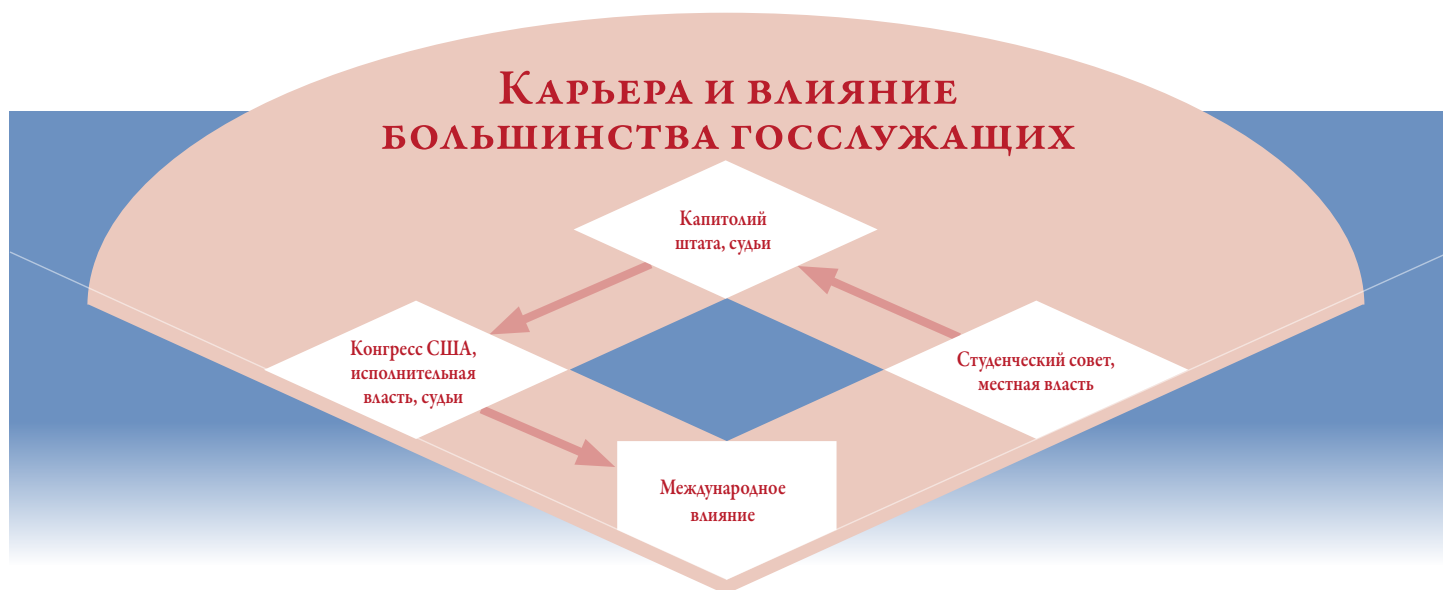 Карьера и влияние
большинства госслужащих
Капитолий
штата, судьи
Конгресс США,
исполнительная
власть, судьи
Студенческий совет,
местная власть
Международное
влияние